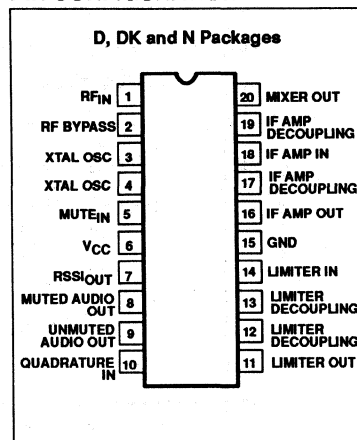 D, DK and N Packages
RFIN 1
RF BYPASS 2
XTAL OSC 3
XTAL OSC 4
MUTEIN 5
VCC 6
RSSIOUT 7
MUTED AUDIO
OUT 8
UNMUTED
AUDIO OUT 9
QUADRATURE
IN 10
20 MIXER OUT
19 IF AMP
DECOUPLING
18 IF AMP IN
17 IF AMP
DECOUPLING
16 IF AMP OUT
15 GND
14 LIMITER IN
13 LIMITER
DECOUPLING
12 LIMITER
DECOUPLING
11 LIMITER OUT